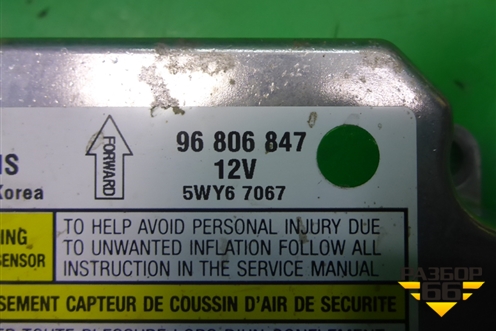 96 806 847
FORWARD
12V
Korea
5WY6 7067
TO HELP AVOID PERSONAL INJURY DUE
TO UNWANTED INFLATION FOLLOW ALL
SENSOR
INSTRUCTION IN THE SERVICE MANUAL
CAPTEUR DE COUSSIN D'AIR DE SECURITE
РАЗБОР
66